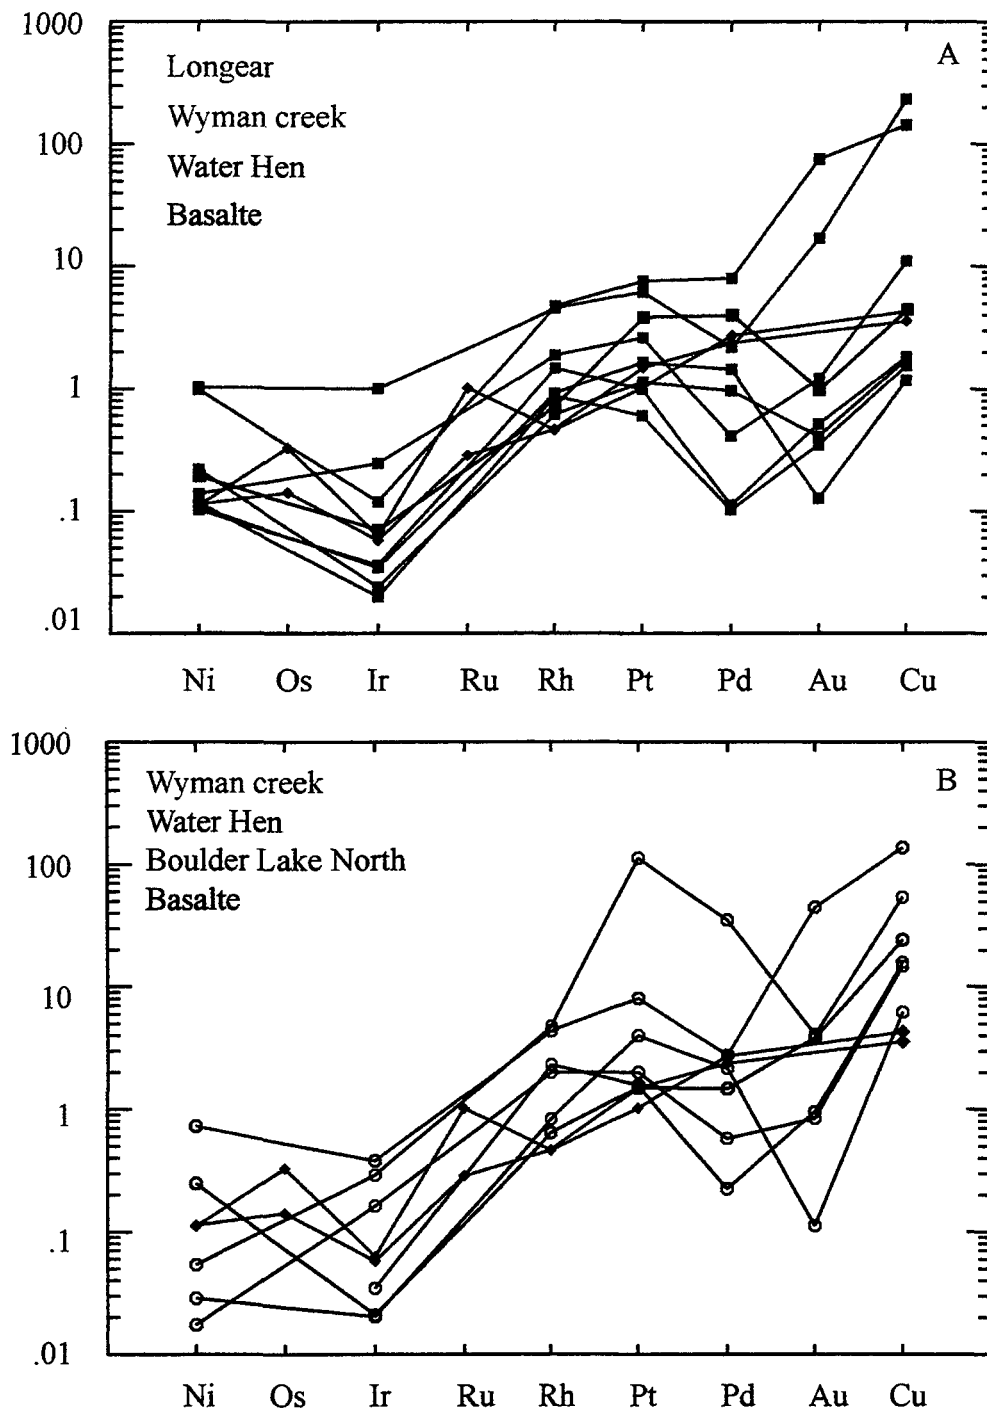 1000
A
Longear
Wyman creek
100
Water Hen
Basalte
10
1
.1
.01
Ni Os Ir Ru Rh Pt Pd Au Cu
1000
B
Wyman creek
Water Hen
Boulder Lake North
100
Basalte
10
1
.1
.01
Ni Os Ir Ru Rh Pt Pd Au Cu